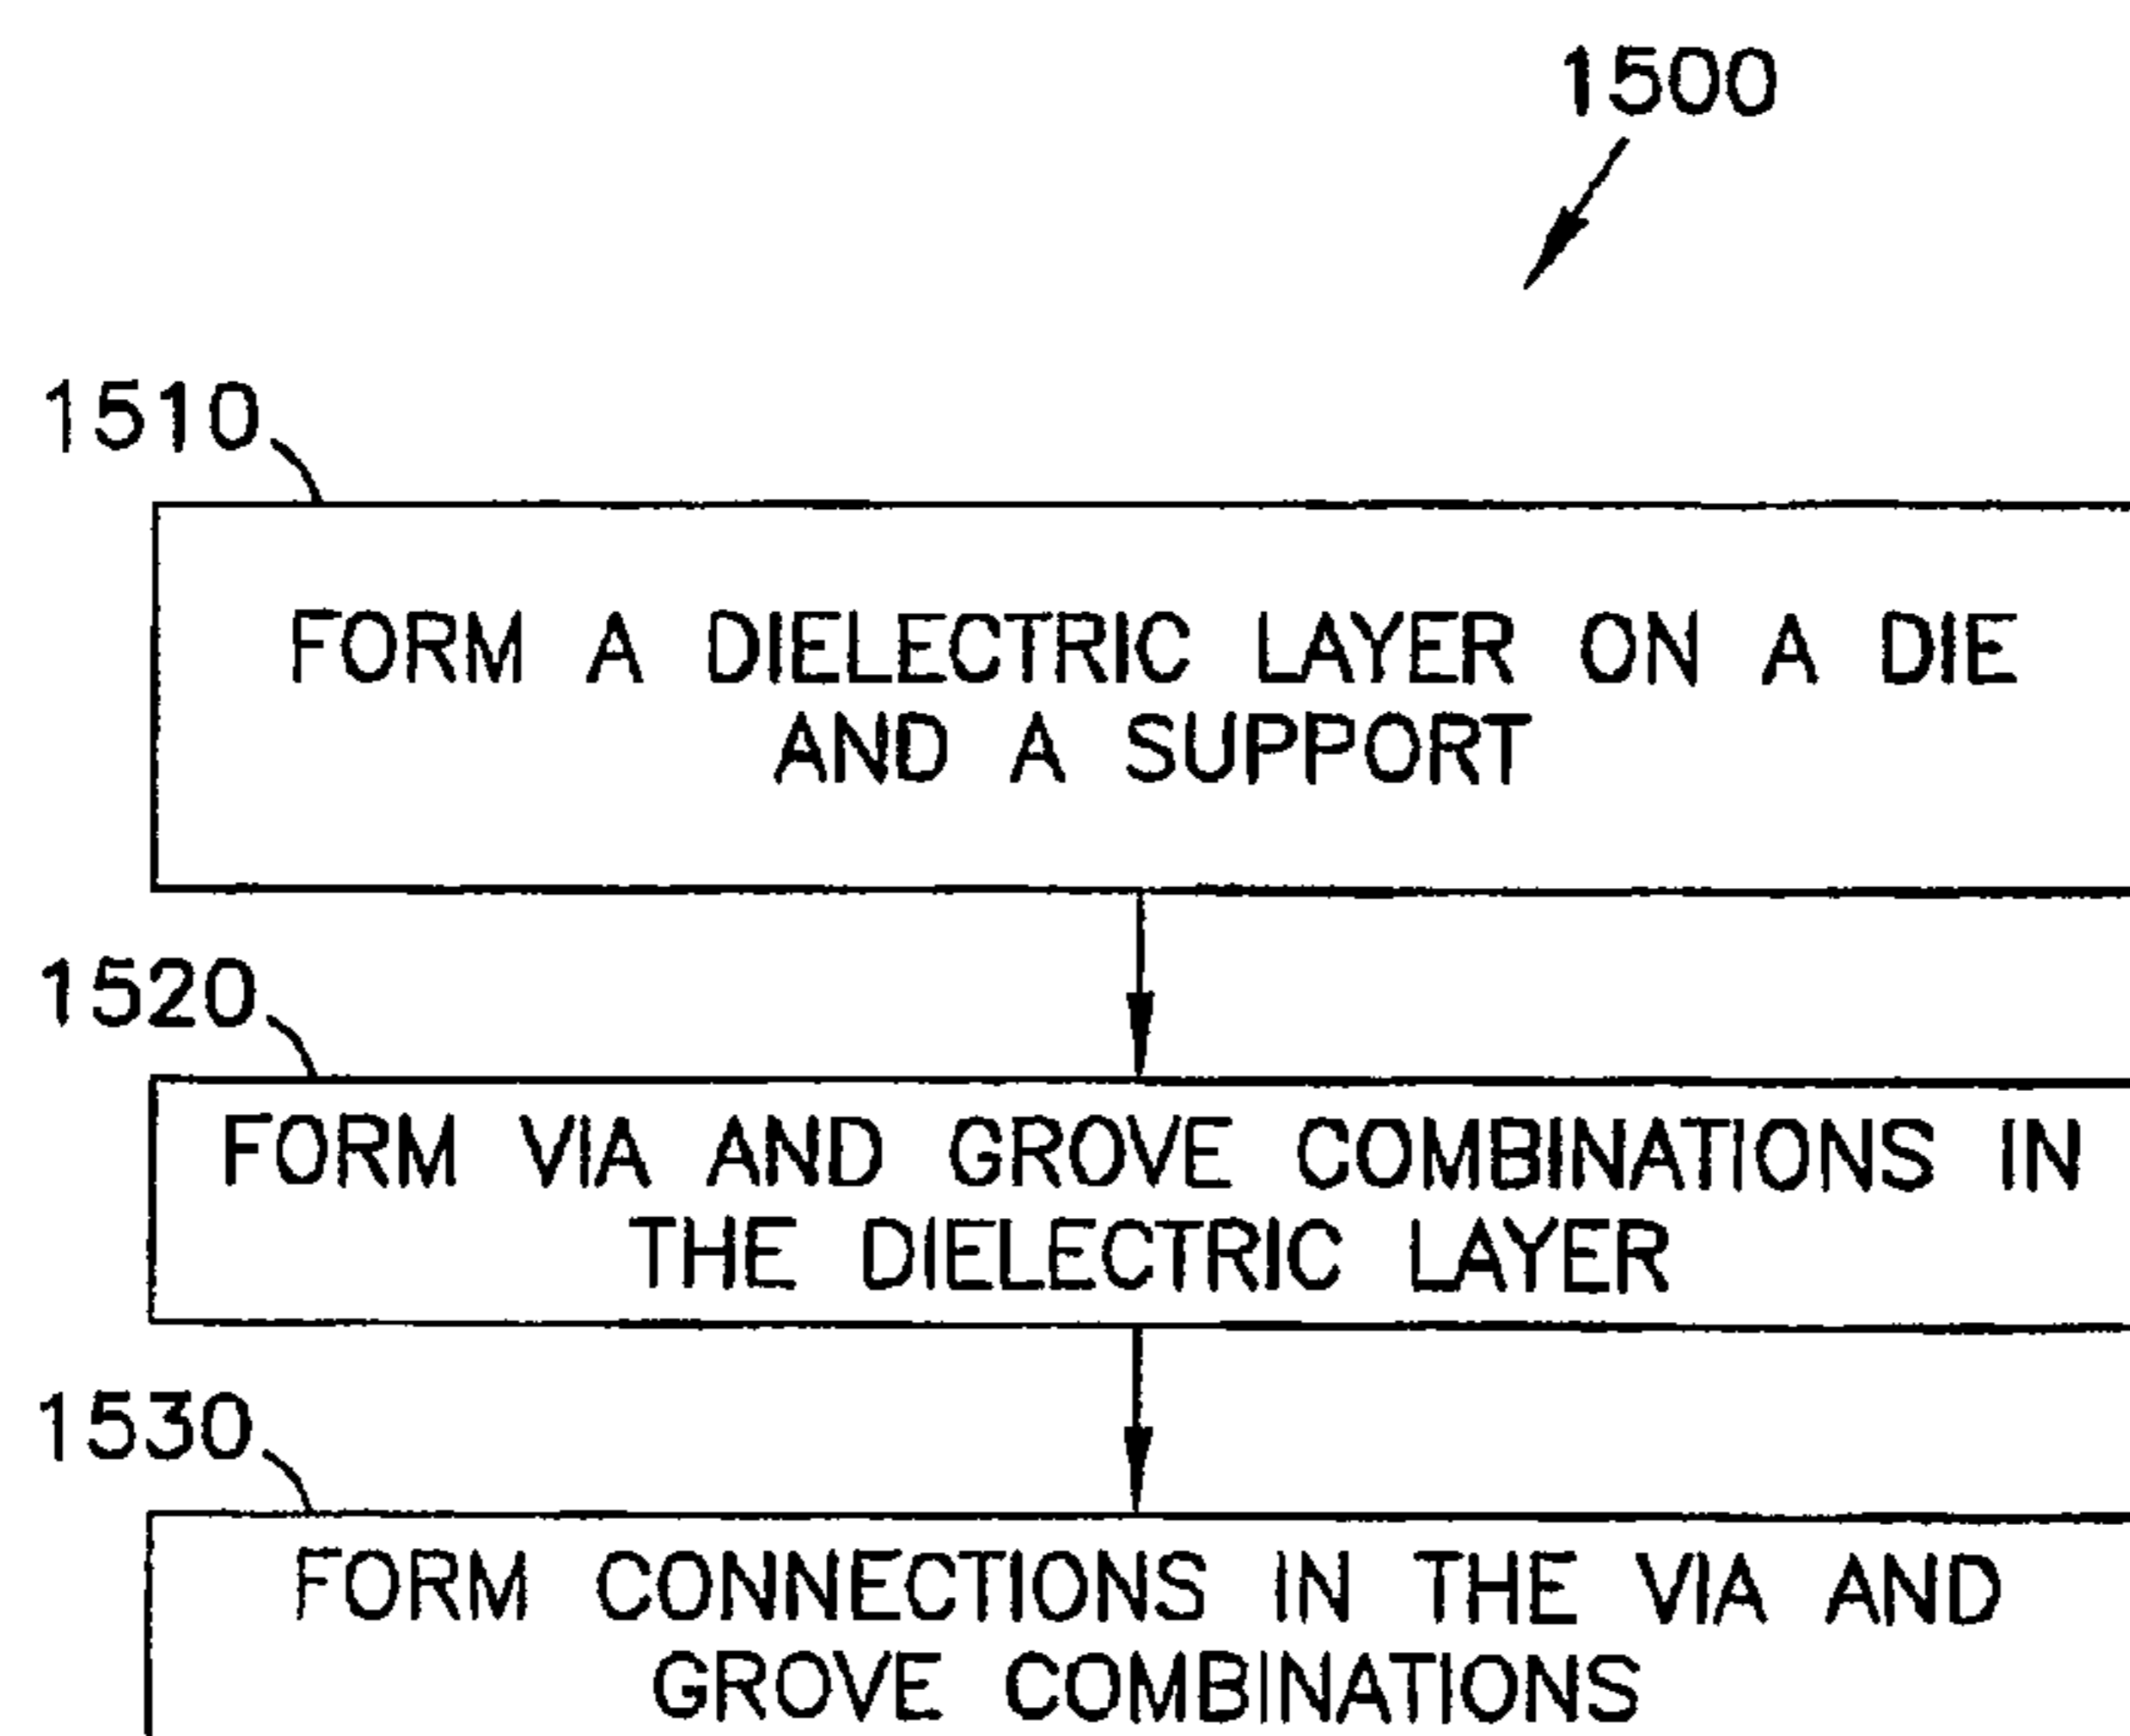 1500
1510
FORM A DIELECTRIC LAYER ON A DIE
AND A SUPPORT
1520
FORM VIA AND GROVE COMBINATIONS IN
THE DIELECTRIC LAYER
1530
FORM CONNECTIONS IN THE VIA AND
GROVE COMBINATIONS